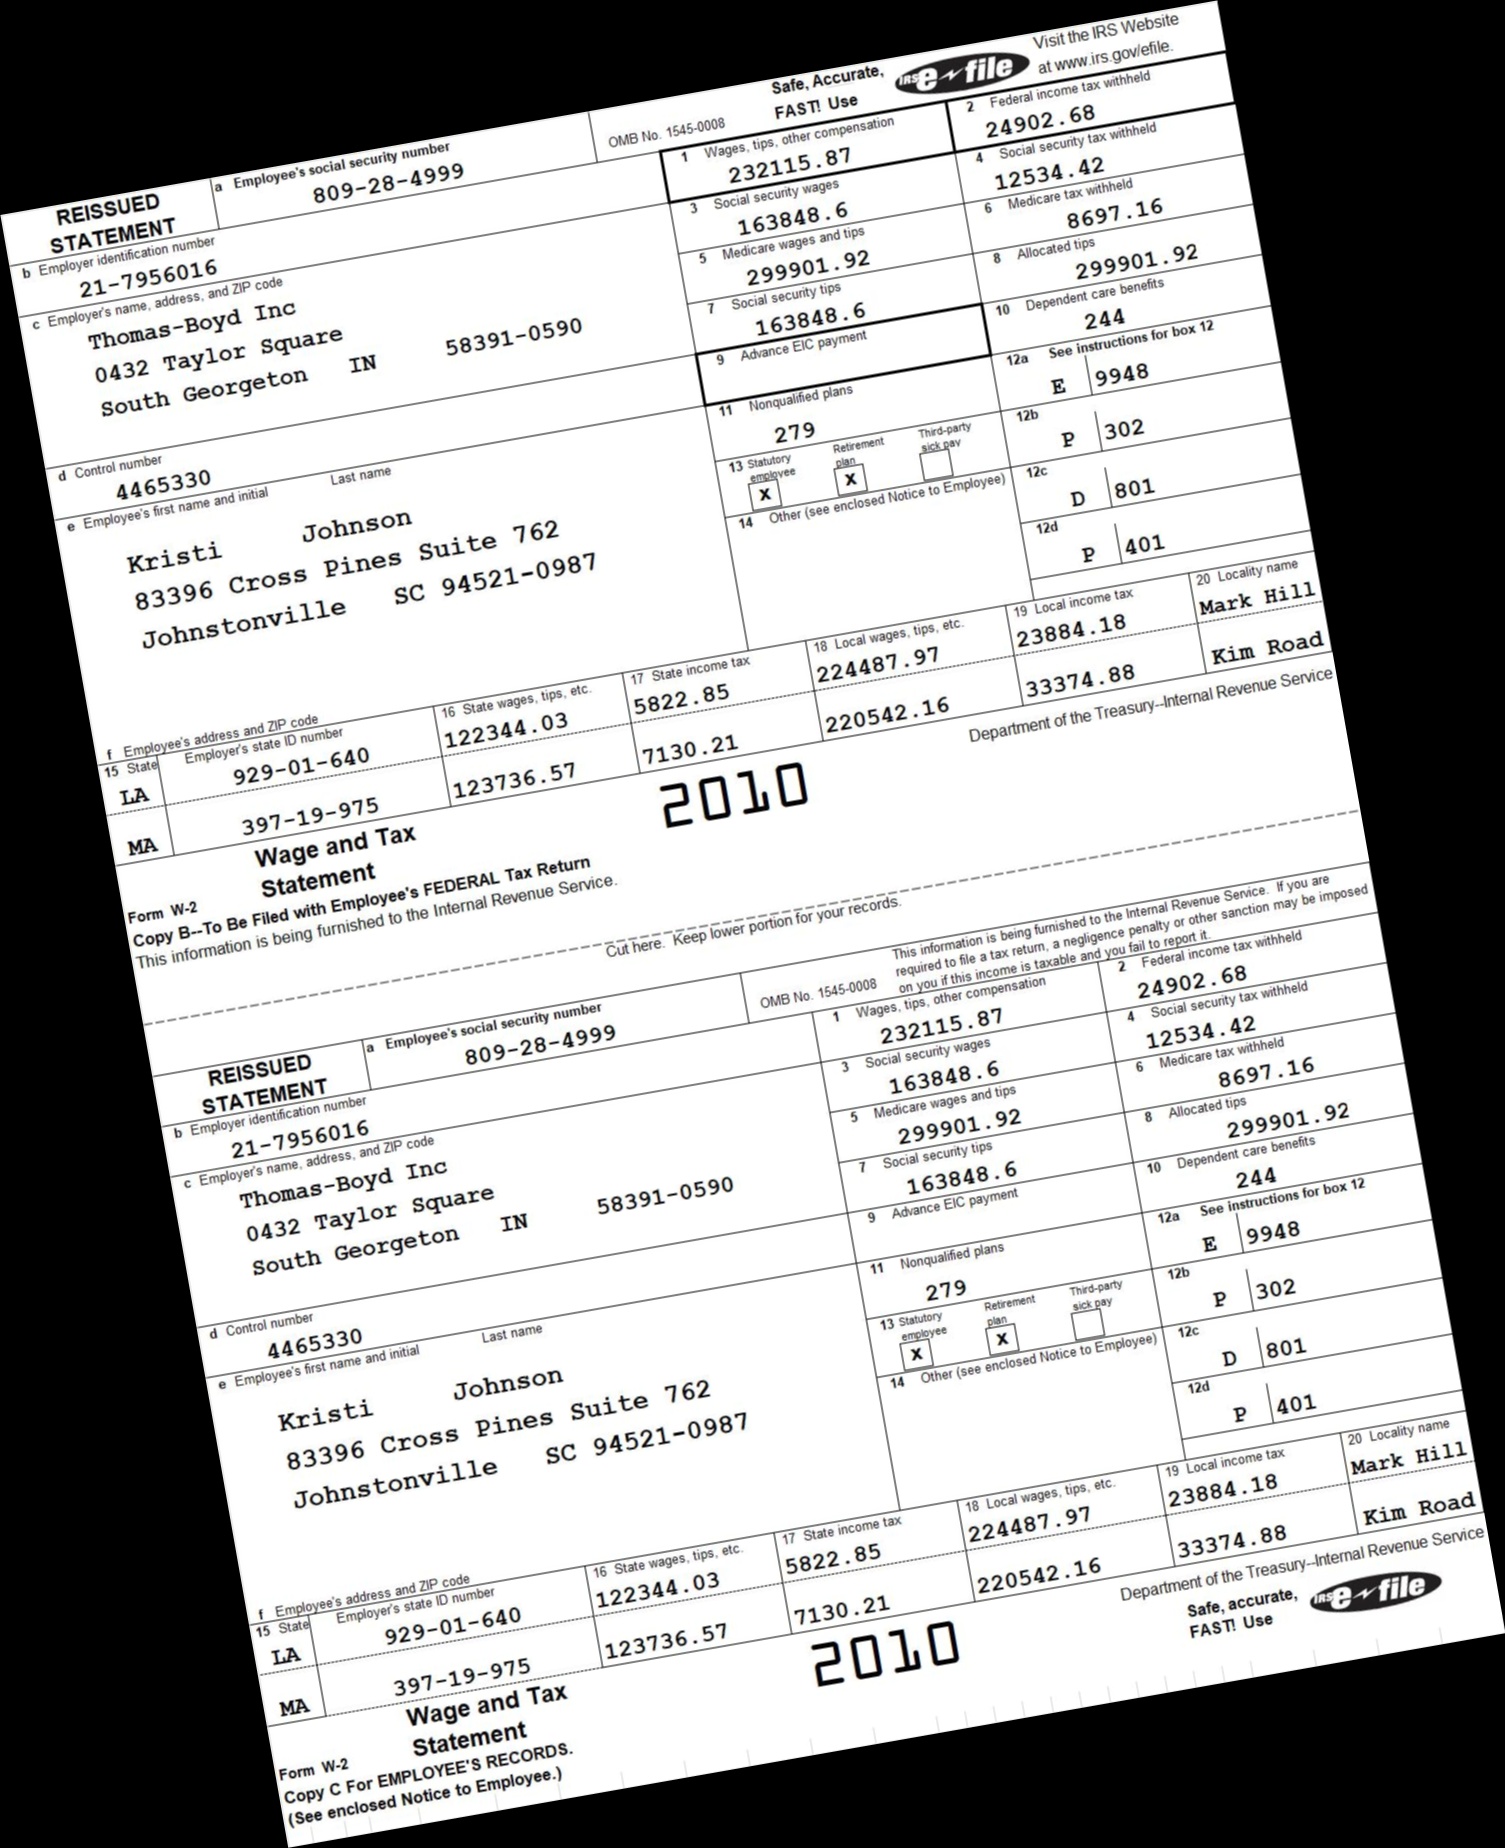 Visit the IRS Website
Safe, Accurate, IRS e-file at www.irs.gov/efile.
FAST! Use
REISSUED
STATEMENT
a Employee's social security number
809-28-4999
OMB No. 1545-0008
1 Wages, tips, other compensation
232115.87
2 Federal income tax withheld
24902.68
3 Social security wages
163848.6
4 Social security tax withheld
12534.42
b Employer identification number
21-7956016
5 Medicare wages and tips
299901.92
6 Medicare tax withheld
8697.16
c Employer's name, address, and ZIP code
Thomas-Boyd Inc
0432 Taylor Square
South Georgeton IN 58391-0590
7 Social security tips
163848.6
8 Allocated tips
299901.92
9 Advance EIC payment
10 Dependent care benefits
244
d Control number
4465330
11 Nonqualified plans
279
12a See instructions for box 12
E 9948
12b
P 302
12c
D 801
12d
P 401
13 Statutory employee
X
Retirement plan
X
Third-party sick pay
14 Other (see enclosed Notice to Employee)
e Employee's first name and initial Last name
Kristi Johnson
83396 Cross Pines Suite 762
Johnstonville SC 94521-0987
f Employee's address and ZIP code
15 State Employer's state ID number
16 State wages, tips, etc.
17 State income tax
18 Local wages, tips, etc.
19 Local income tax
20 Locality name
LA 929-01-640 122344.03 5822.85 224487.97 23884.18 Mark Hill
MA 397-19-975 123736.57 7130.21 220542.16 33374.88 Kim Road
Form W-2
Wage and Tax
Statement
2010
Department of the Treasury--Internal Revenue Service
Copy B--To Be Filed with Employee's FEDERAL Tax Return
This information is being furnished to the Internal Revenue Service.
Cut here. Keep lower portion for your records.
This information is being furnished to the Internal Revenue Service. If you are
required to file a tax return, a negligence penalty or other sanction may be imposed
on you if this income is taxable and you fail to report it.
REISSUED
STATEMENT
a Employee's social security number
809-28-4999
OMB No. 1545-0008
1 Wages, tips, other compensation
232115.87
2 Federal income tax withheld
24902.68
3 Social security wages
163848.6
4 Social security tax withheld
12534.42
b Employer identification number
21-7956016
5 Medicare wages and tips
299901.92
6 Medicare tax withheld
8697.16
c Employer's name, address, and ZIP code
Thomas-Boyd Inc
0432 Taylor Square
South Georgeton IN 58391-0590
7 Social security tips
163848.6
8 Allocated tips
299901.92
9 Advance EIC payment
10 Dependent care benefits
244
d Control number
4465330
11 Nonqualified plans
279
12a See instructions for box 12
E 9948
12b
P 302
12c
D 801
12d
P 401
13 Statutory employee
X
Retirement plan
X
Third-party sick pay
14 Other (see enclosed Notice to Employee)
e Employee's first name and initial Last name
Kristi Johnson
83396 Cross Pines Suite 762
Johnstonville SC 94521-0987
f Employee's address and ZIP code
15 State Employer's state ID number
16 State wages, tips, etc.
17 State income tax
18 Local wages, tips, etc.
19 Local income tax
20 Locality name
LA 929-01-640 122344.03 5822.85 224487.97 23884.18 Mark Hill
MA 397-19-975 123736.57 7130.21 220542.16 33374.88 Kim Road
Form W-2
Wage and Tax
Statement
2010
Department of the Treasury--Internal Revenue Service
Safe, accurate, IRS e-file
FAST! Use
Copy C For EMPLOYEE'S RECORDS.
(See enclosed Notice to Employee.)